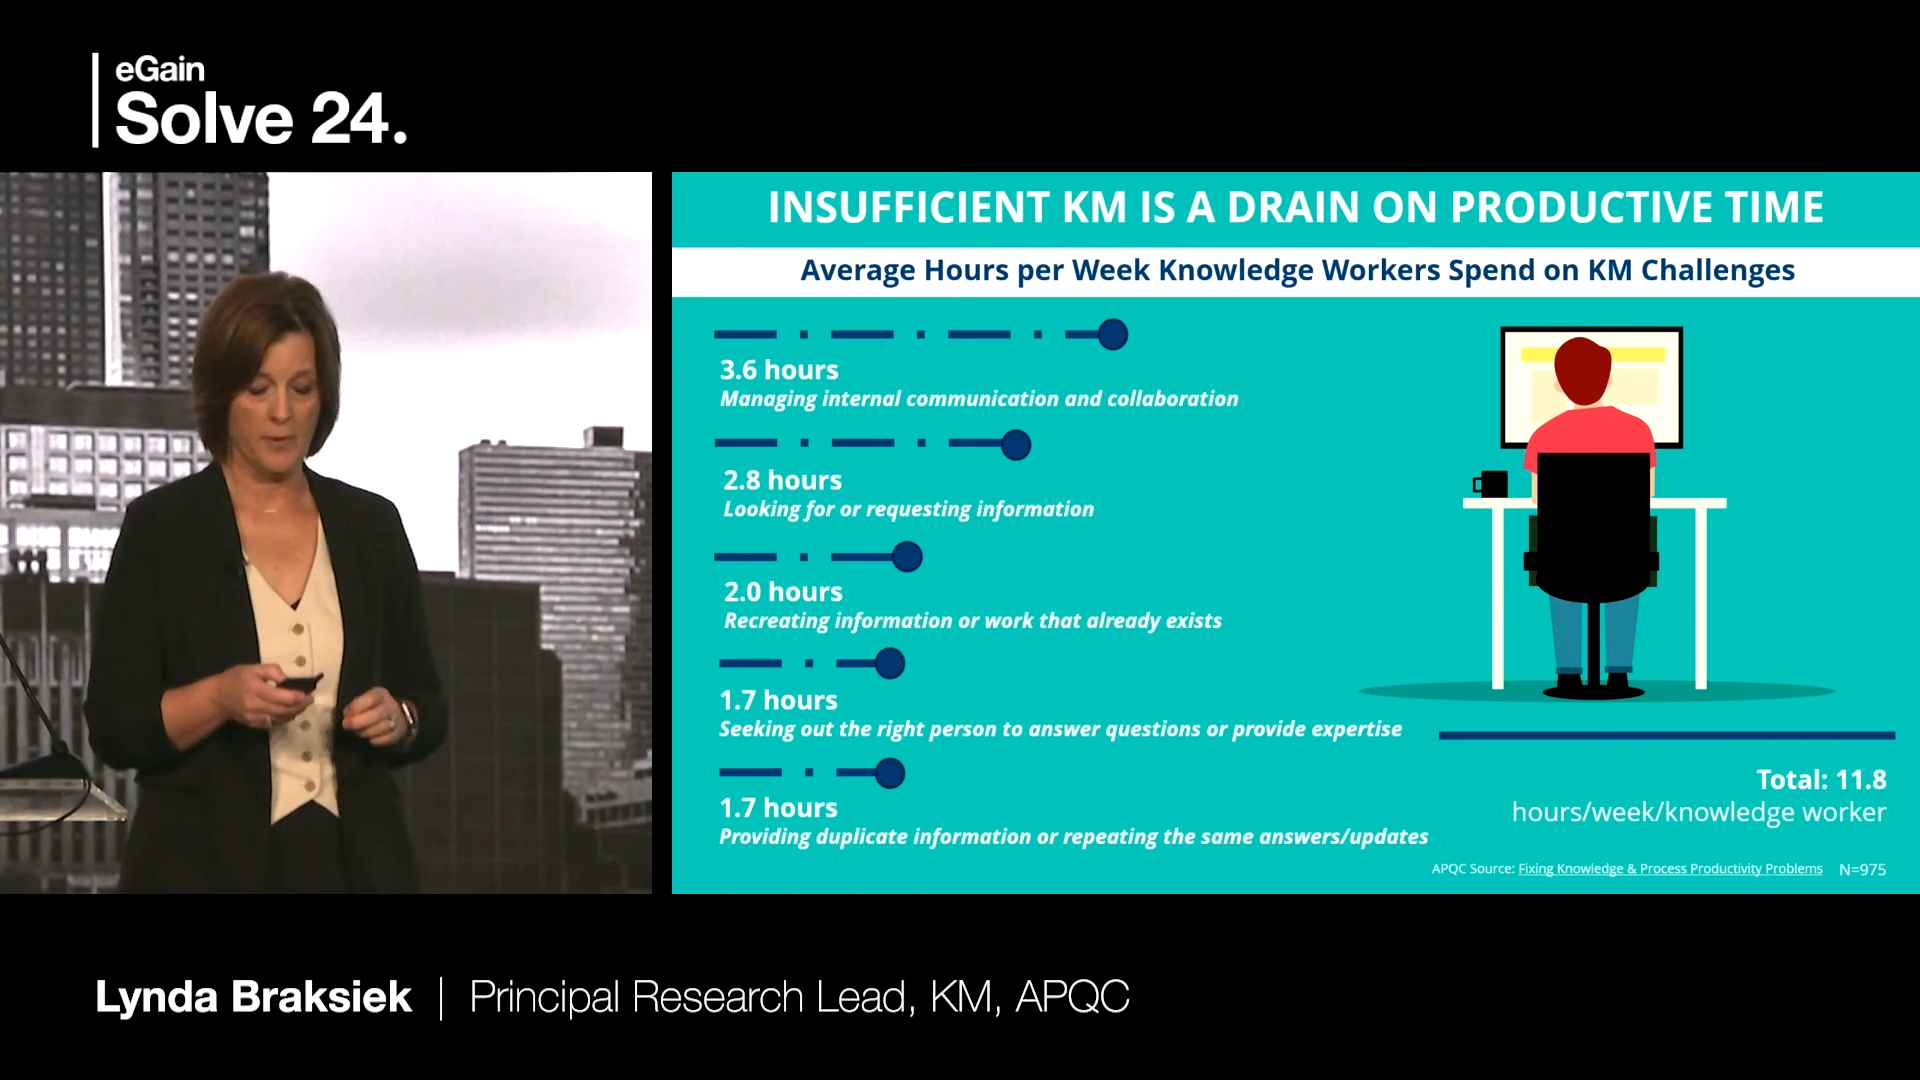 eGain
Solve 24.
INSUFFICIENT KM IS A DRAIN ON PRODUCTIVE TIME
Average Hours per Week Knowledge Workers Spend on KM Challenges
3.6 hours
Managing internal communication and collaboration
2.8 hours
Looking for or requesting information
2.0 hours
Recreating information or work that already exists
1.7 hours
Seeking out the right person to answer questions or provide expertise
1.7 hours
Providing duplicate information or repeating the same answers/updates
Total: 11.8
hours/week/knowledge worker
APQC Source: Fixing Knowledge & Process Productivity Problems N=975
Lynda Braksiek | Principal Research Lead, KM, APQC